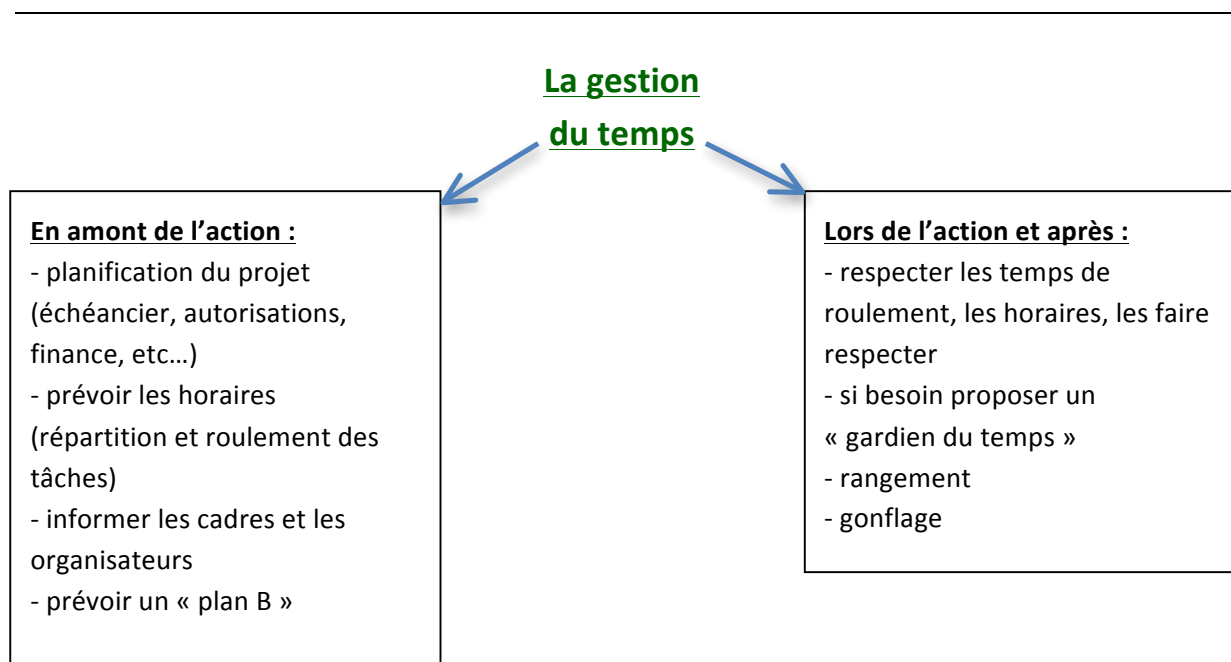 La gestion
du temps
En amont de l’action :
- planification du projet
(échéancier, autorisations,
finance, etc…)
- prévoir les horaires
(répartition et roulement des
tâches)
- informer les cadres et les
organisateurs
- prévoir un « plan B »
Lors de l’action et après :
- respecter les temps de
roulement, les horaires, les faire
respecter
- si besoin proposer un
« gardien du temps »
- rangement
- gonflage